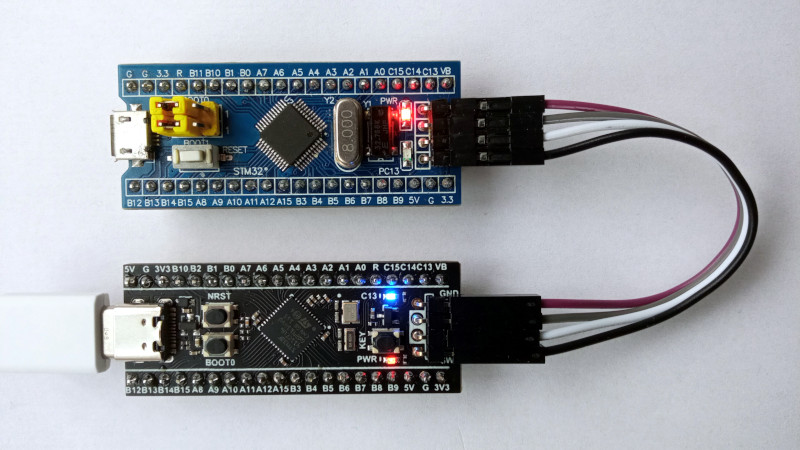 G G 3.3 R B11 B10 B1 B0 A7 A6 A5 A4 A3 A2 A1 A0 C15 C14 C13 VB
BOOT0
Y2
Y1
PWR
8.000
BOOT1
RESET
STM32
PC13
B12 B13 B14 B15 A8 A9 A10 A11 A12 A15 B3 B4 B5 B6 B7 B8 B9 5V G 3.3
5V G 3V3 B10 B2 B1 B0 A7 A6 A5 A4 A3 A2 A1 A0 R C15 C14 C13 VB
NRST
C13
GND
KEY
BOOT0
PWR
B12 B13 B14 B15 A8 A9 A10 A11 A12 A15 B3 B4 B5 B6 B7 B8 B9 5V G 3V3